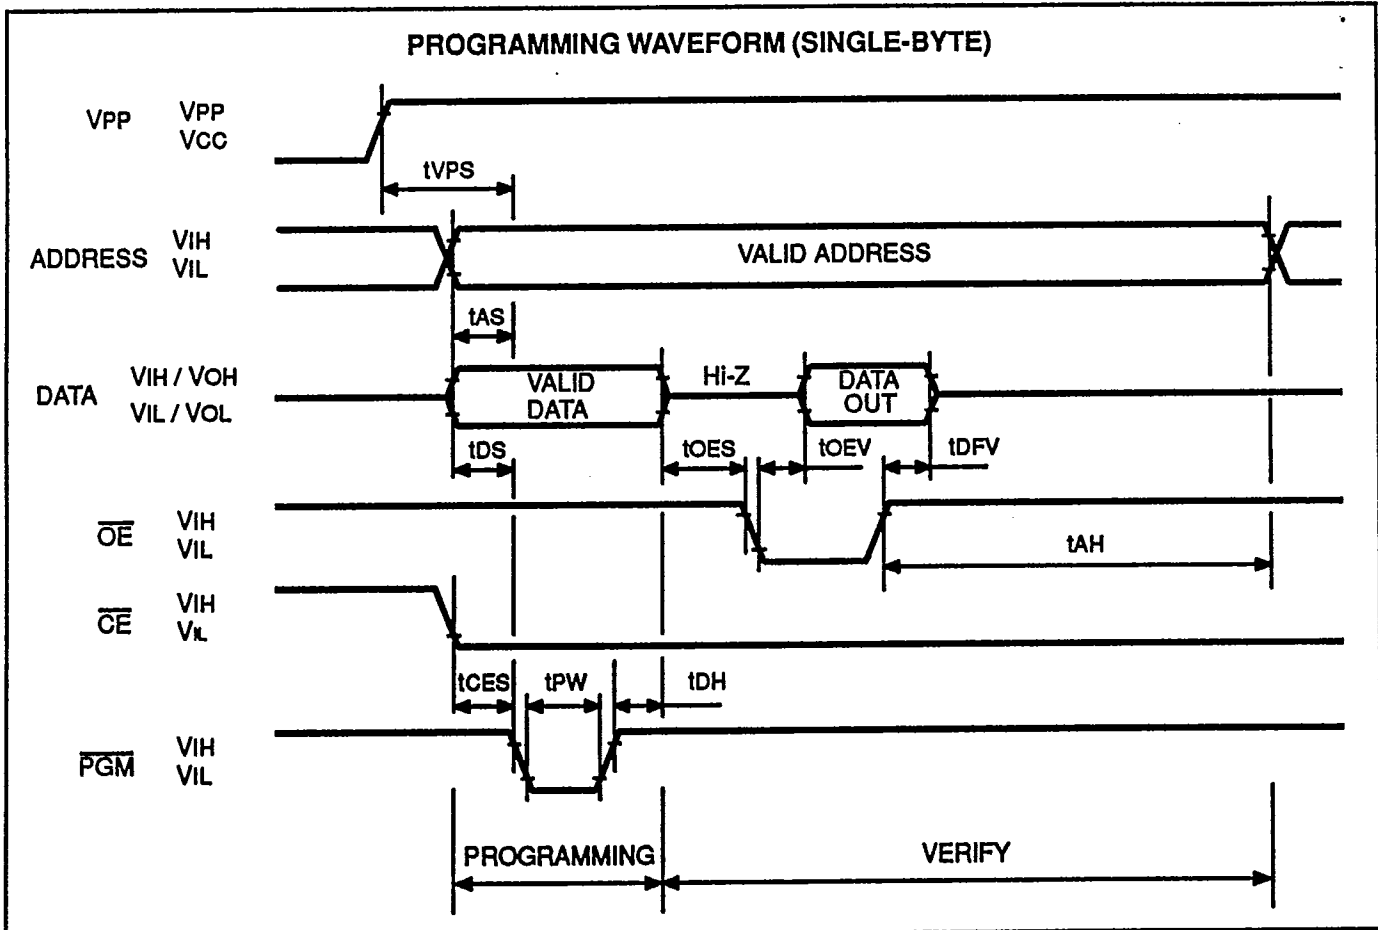 PROGRAMMING WAVEFORM (SINGLE-BYTE)
VPP VPP
VCC
tVPS
ADDRESS VIH
VIL
VALID ADDRESS
tAS
DATA VIH / VOH
VIL / VOL
VALID
DATA
Hi-Z
DATA
OUT
tDS
tOES
tOEV
tDFV
OE VIH
VIL
tAH
CE VIH
VIL
tCES
tPW
tDH
PGM VIH
VIL
PROGRAMMING
VERIFY